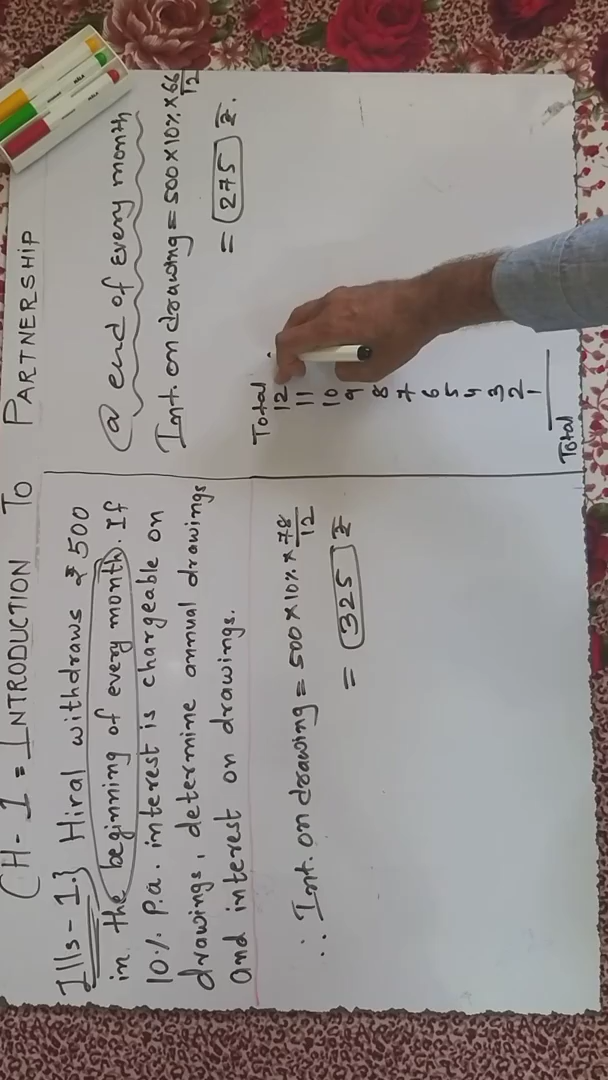 CH-1 = INTRODUCTION TO PARTNERSHIP
Ills-1.} Hiral withdraws ₹ 500
in the beginning of every month. If
10% P.a. interest is chargeable on
drawings, determine annual drawings
and interest on drawings.
∴ Int. on drawing = 500 × 10% × 78/12
= 325 ₹
@ end of every month
Int. on drawing = 500 × 10% × 66/12
= 275 ₹.
Total
12
11
10
9
8
7
6
5
4
3
2
1
Total